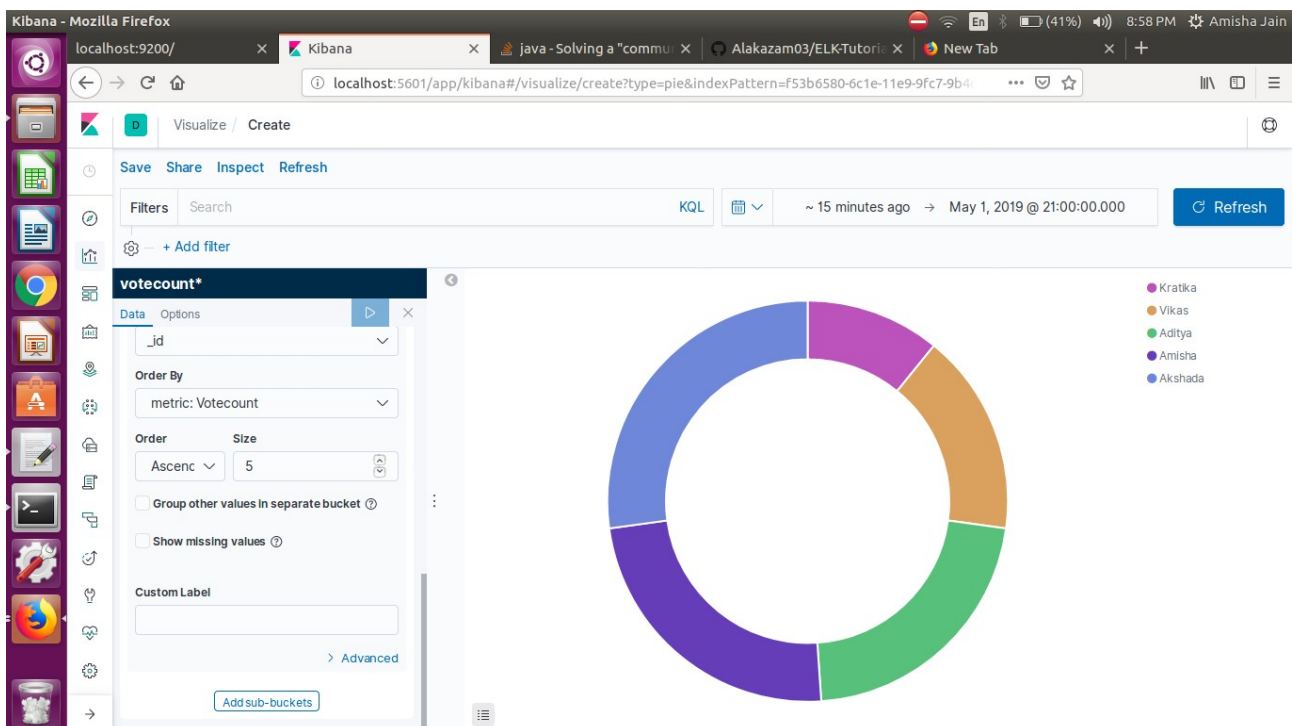 Kibana - Mozilla Firefox
En (41%) 8:58 PM Amisha Jain
localhost:9200/
Kibana
java - Solving a "commu
Alakazam03/ELK-Tutoria
New Tab
localhost:5601/app/kibana#/visualize/create?type=pie&indexPattern=f53b6580-6c1e-11e9-9fc7-9b4
D Visualize / Create
Save Share Inspect Refresh
Filters Search KQL ~ 15 minutes ago → May 1, 2019 @ 21:00:00.000 Refresh
+ Add filter
votecount*
Data Options
_id
Order By
metric: Votecount
Order Size
Ascenc 5
Group other values in separate bucket
Show missing values
Custom Label
> Advanced
Add sub-buckets
Kratika
Vikas
Aditya
Amisha
Akshada